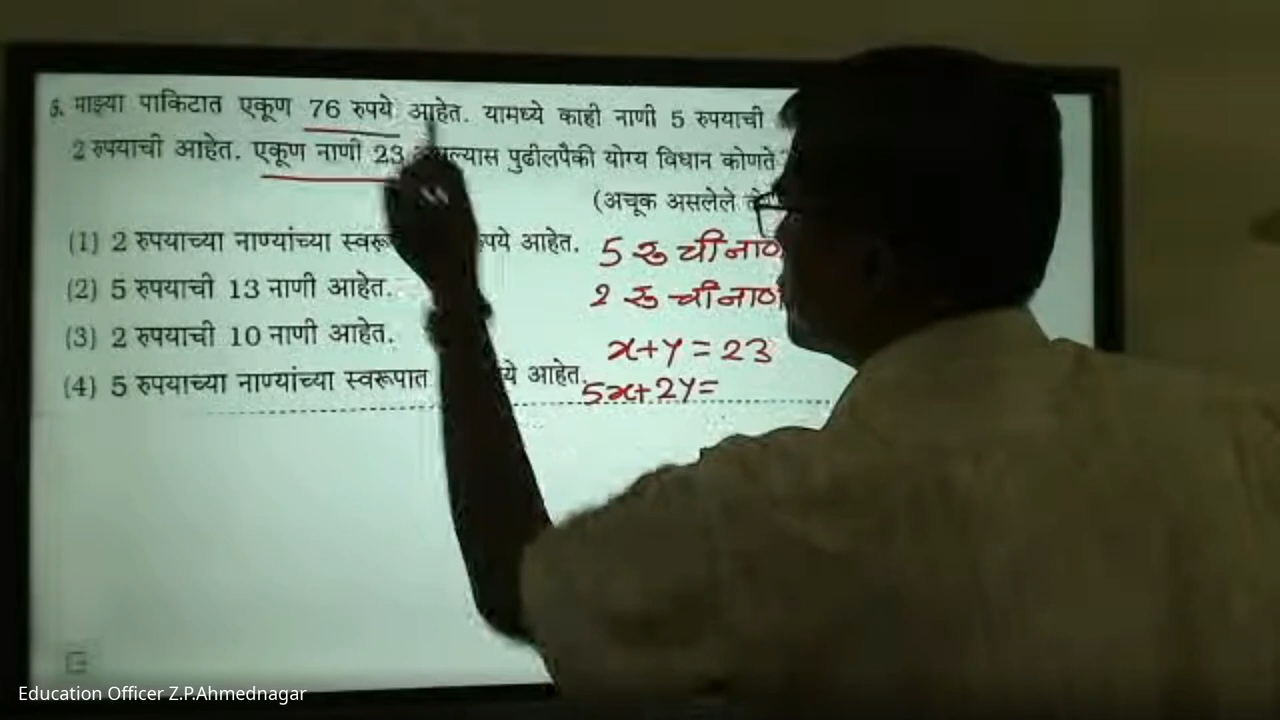 5. माझ्या पाकिटात एकूण 76 रुपये आहेत. यामध्ये काही नाणी 5 रुपयाची
2 रुपयाची आहेत. एकूण नाणी 23 पुढीलपैकी योग्य विधान कोणते
(अचूक असलेले
(1) 2 रुपयाच्या नाण्यांच्या आहेत.
(2) 5 रुपयाची 13 नाणी आहेत.
(3) 2 रुपयाची 10 नाणी आहेत.
(4) 5 रुपयाच्या नाण्यांच्या स्वरूपात आहेत.
5 रु ची
2 रु ची
x+y = 23
5x+2y=
Education Officer Z.P.Ahmednagar